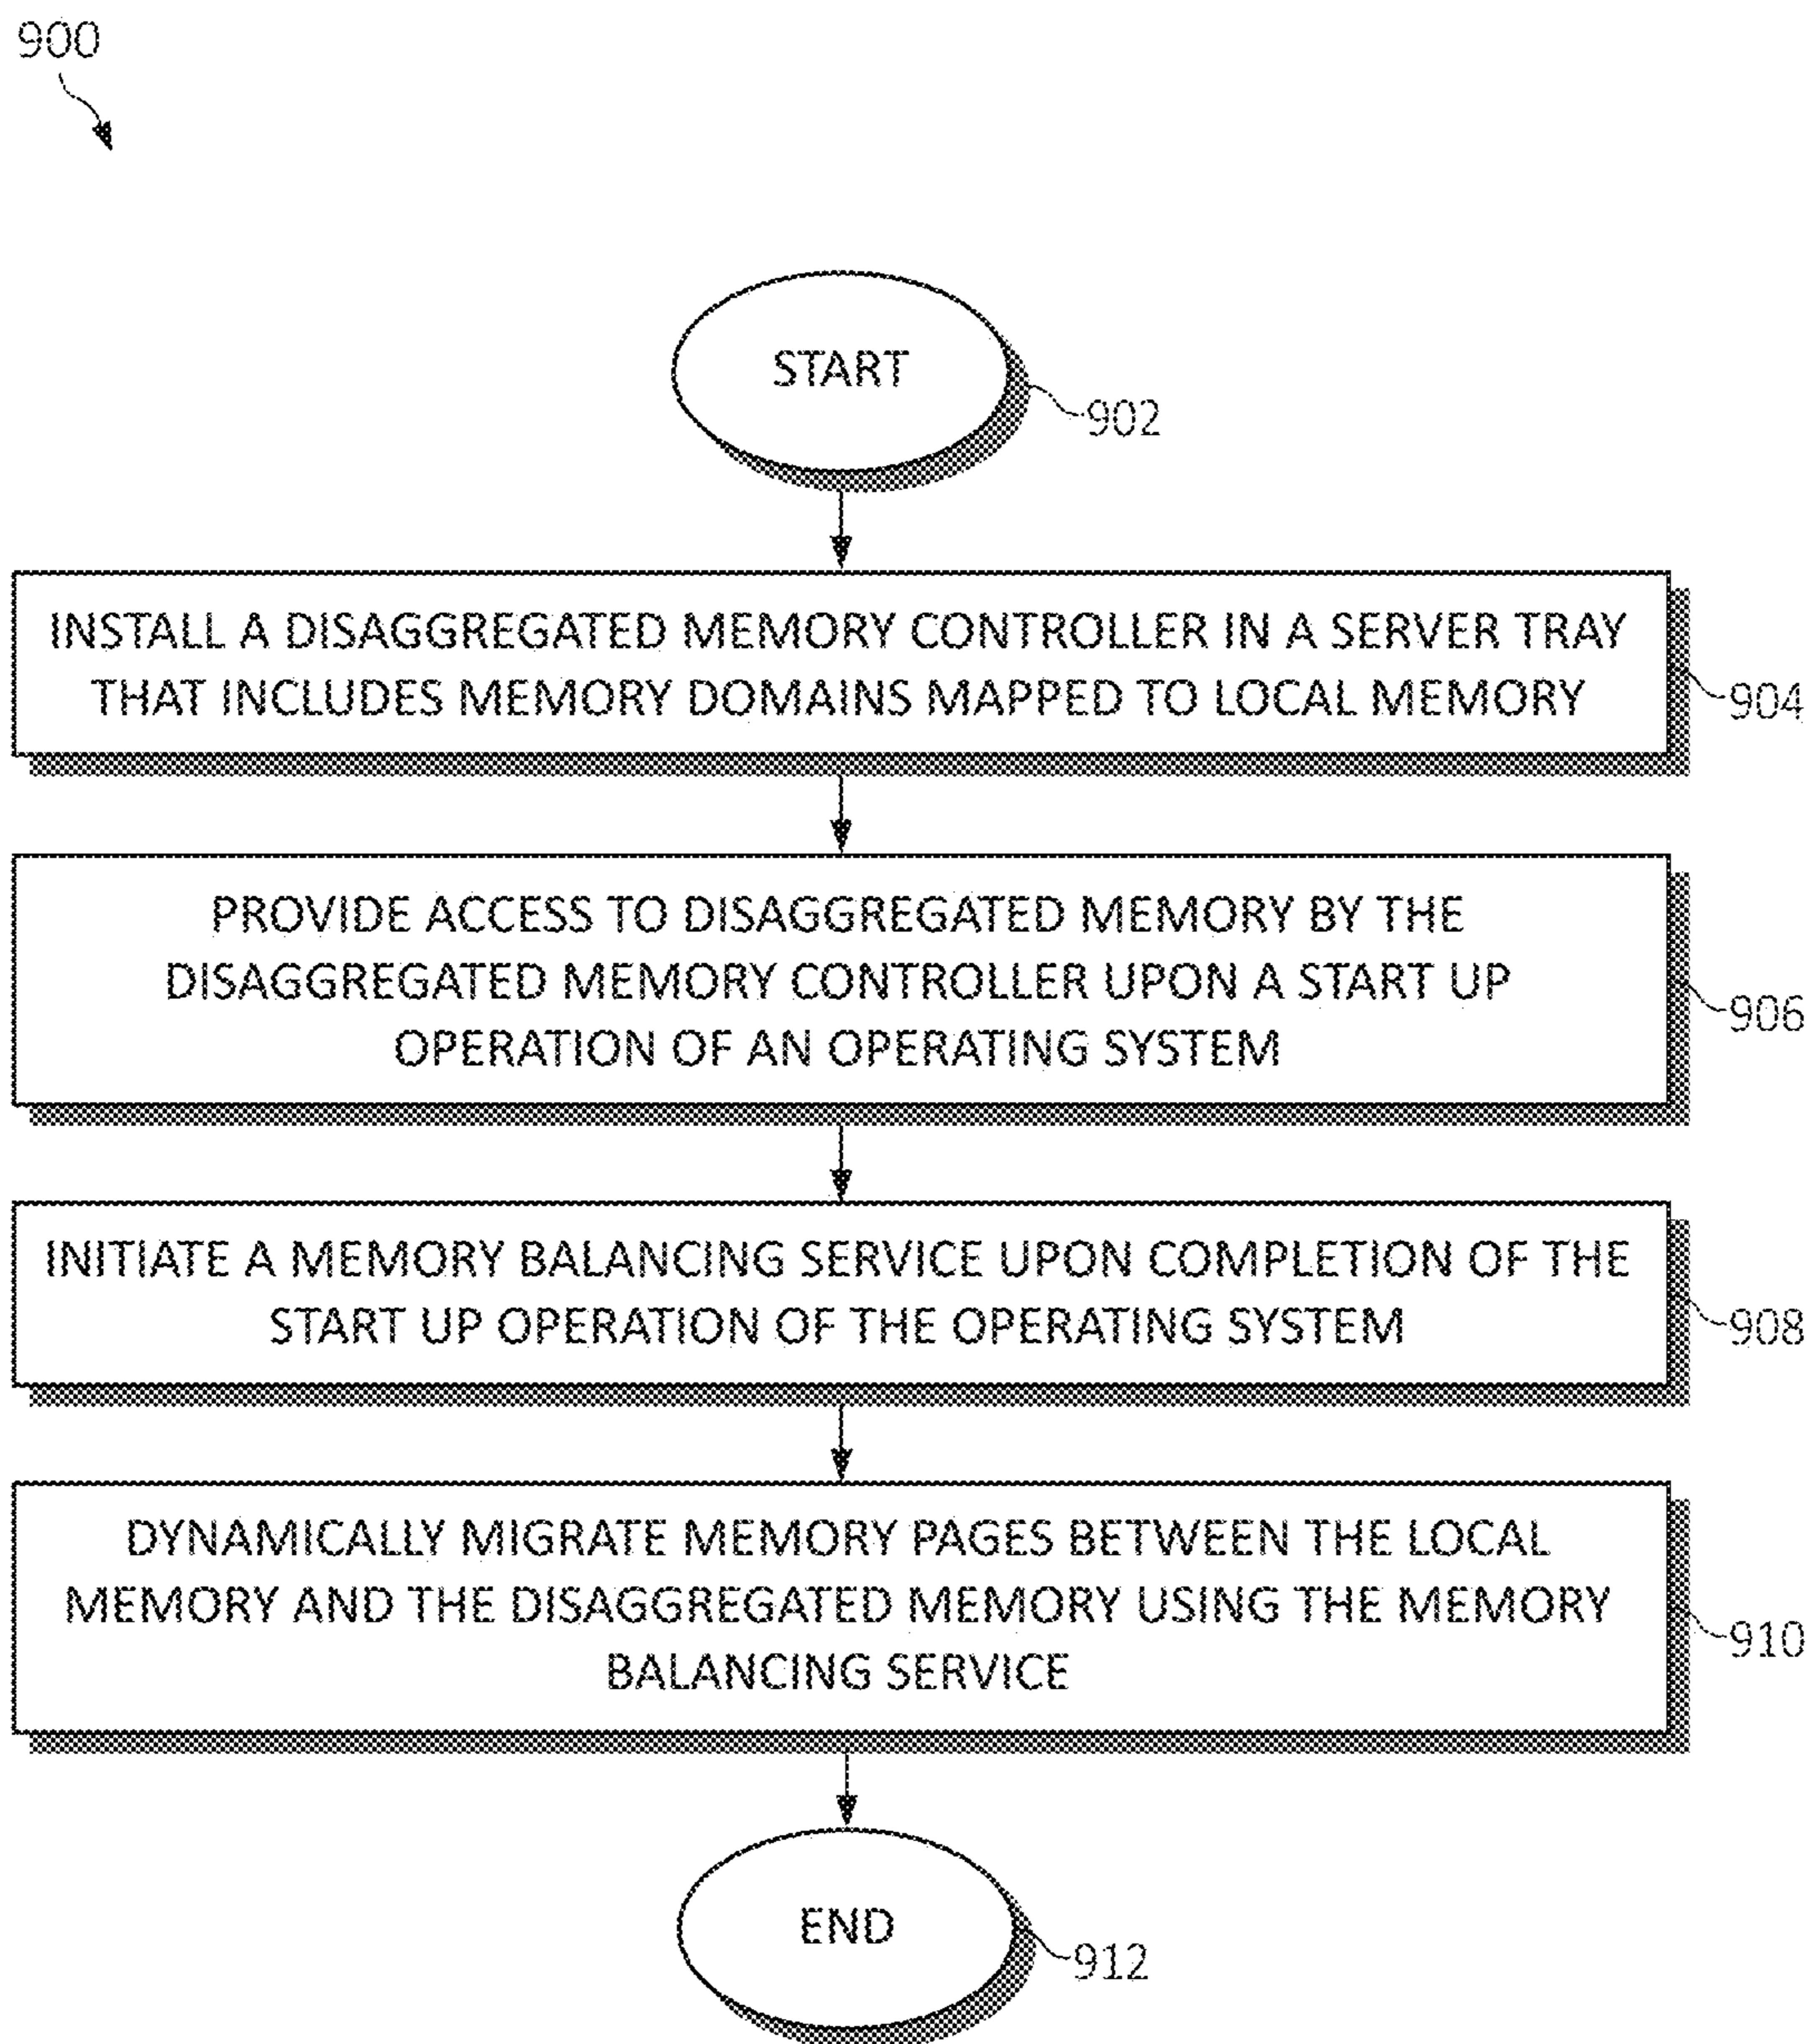 900
START
902
INSTALL A DISAGGREGATED MEMORY CONTROLLER IN A SERVER TRAY
THAT INCLUDES MEMORY DOMAINS MAPPED TO LOCAL MEMORY
904
PROVIDE ACCESS TO DISAGGREGATED MEMORY BY THE
DISAGGREGATED MEMORY CONTROLLER UPON A START UP
OPERATION OF AN OPERATING SYSTEM
906
INITIATE A MEMORY BALANCING SERVICE UPON COMPLETION OF THE
START UP OPERATION OF THE OPERATING SYSTEM
908
DYNAMICALLY MIGRATE MEMORY PAGES BETWEEN THE LOCAL
MEMORY AND THE DISAGGREGATED MEMORY USING THE MEMORY
BALANCING SERVICE
910
END
912